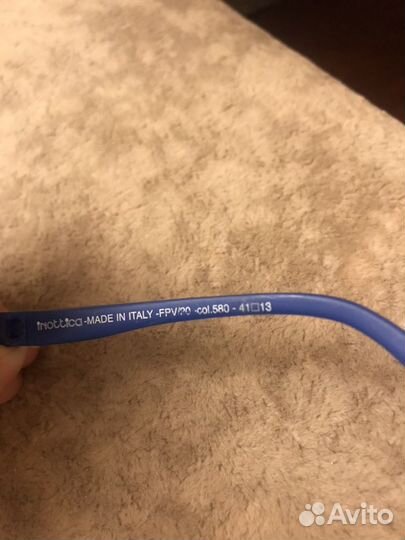 inottica -MADE IN ITALY -FPV/20 -col.580 - 41□13
Avito